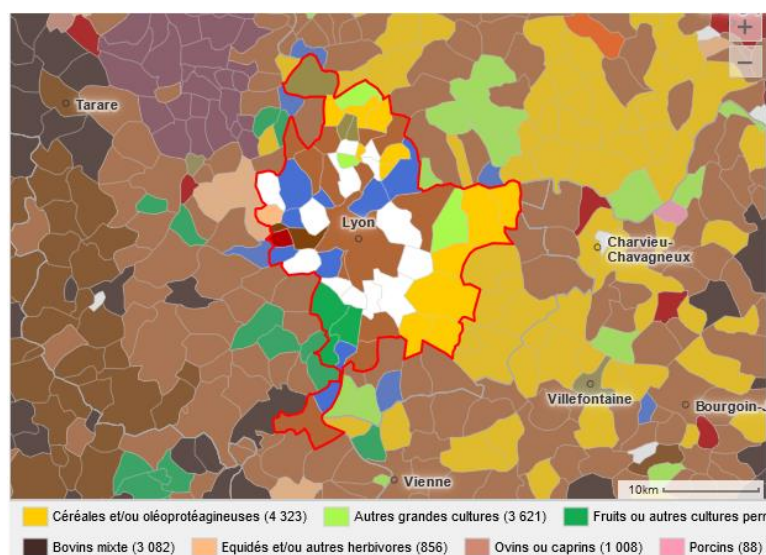 +
−
Tarare
Lyon
Charvieu-
Chavagneux
Villefontaine
Bourgoin-J
Vienne
10km
Céréales et/ou oléoprotéagineuses (4 323) Autres grandes cultures (3 621) Fruits ou autres cultures perr
Bovins mixte (3 082) Equidés et/ou autres herbivores (856) Ovins ou caprins (1 008) Porcins (88)